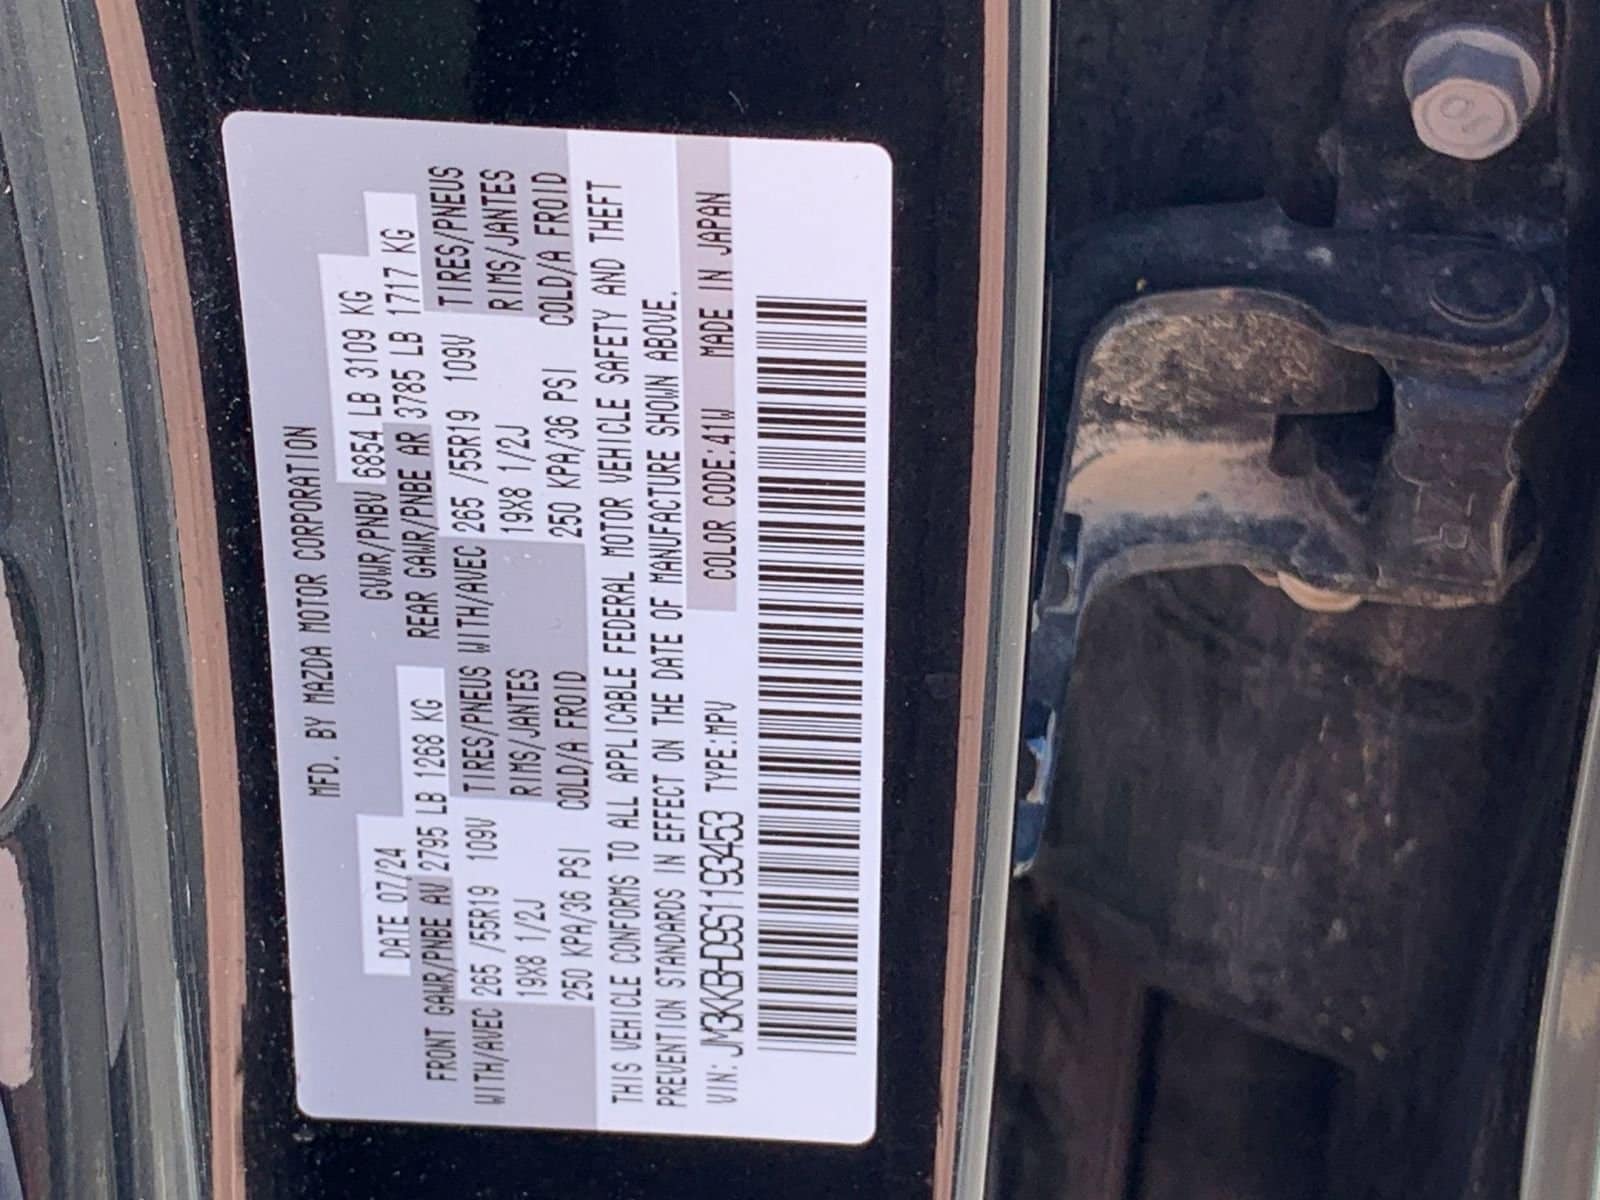 MFD. BY MAZDA MOTOR CORPORATION
DATE 07/24 GVWR/PNBV 6854 LB 3109 KG
FRONT GAWR/PNBE AV 2795 LB 1268 KG REAR GAWR/PNBE AR 3785 LB 1717 KG
WITH/AVEC 265 /55R19 109V TIRES/PNEUS WITH/AVEC 265 /55R19 109V TIRES/PNEUS
19X8 1/2J RIMS/JANTES 19X8 1/2J RIMS/JANTES
250 KPA/36 PSI COLD/A FROID 250 KPA/36 PSI COLD/A FROID
THIS VEHICLE CONFORMS TO ALL APPLICABLE FEDERAL MOTOR VEHICLE SAFETY AND THEFT
PREVENTION STANDARDS IN EFFECT ON THE DATE OF MANUFACTURE SHOWN ABOVE.
VIN: JM3KKBHD9S1193453 TYPE:MPV COLOR CODE:41W MADE IN JAPAN
10